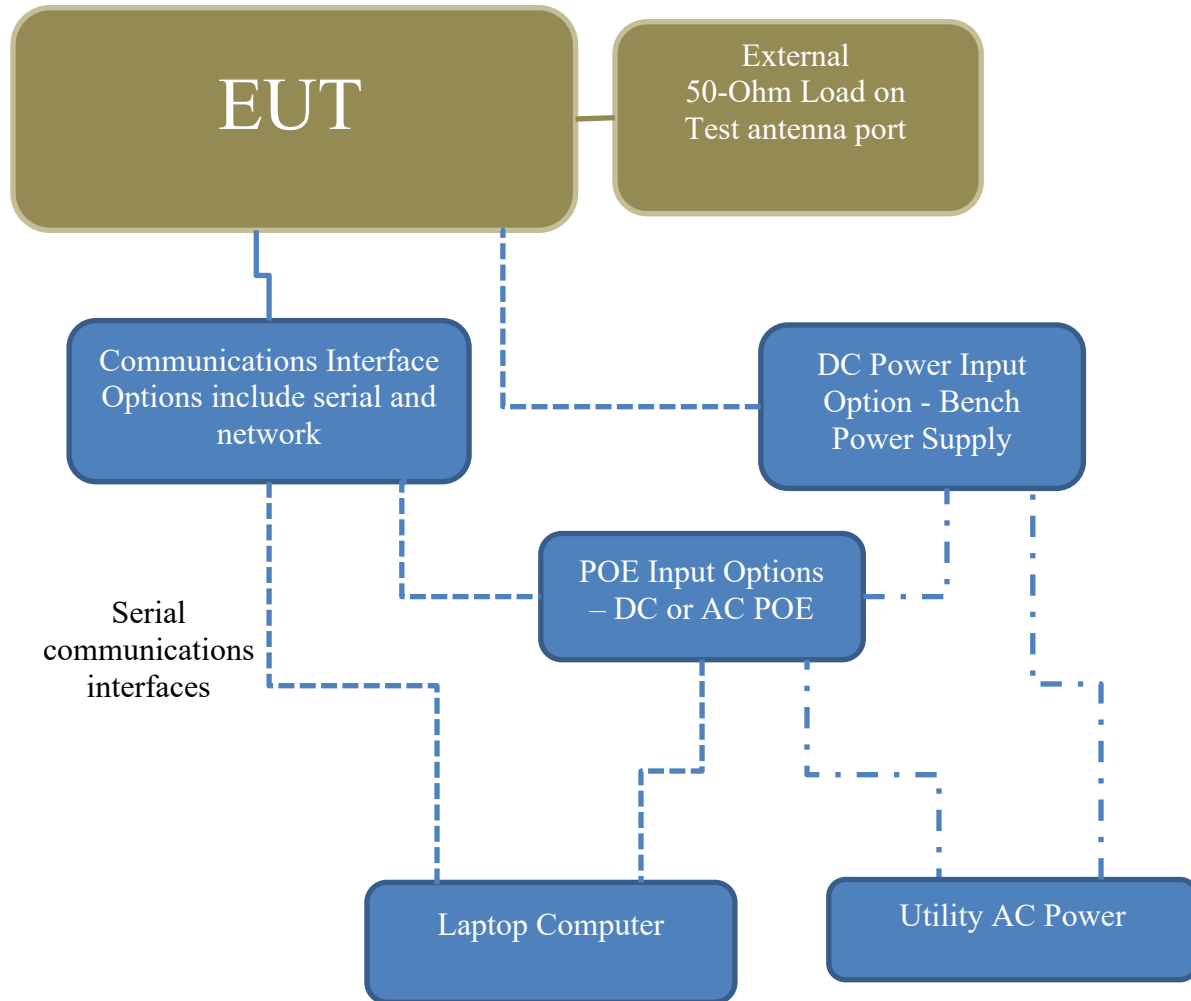 EUT
External
50-Ohm Load on
Test antenna port
Communications Interface
Options include serial and
network
DC Power Input
Option - Bench
Power Supply
POE Input Options
– DC or AC POE
Serial
communications
interfaces
Laptop Computer
Utility AC Power